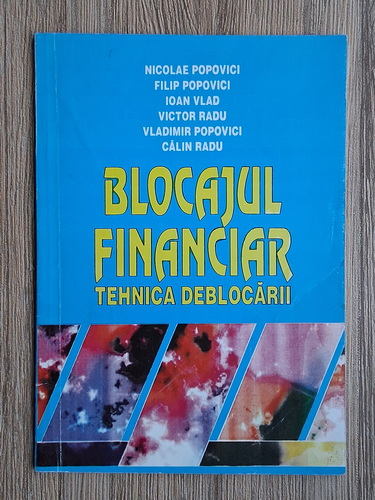 NICOLAE POPOVICI
FILIP POPOVICI
IOAN VLAD
VICTOR RADU
VLADIMIR POPOVICI
CĂLIN RADU
BLOCAJUL
FINANCIAR
TEHNICA DEBLOCĂRII